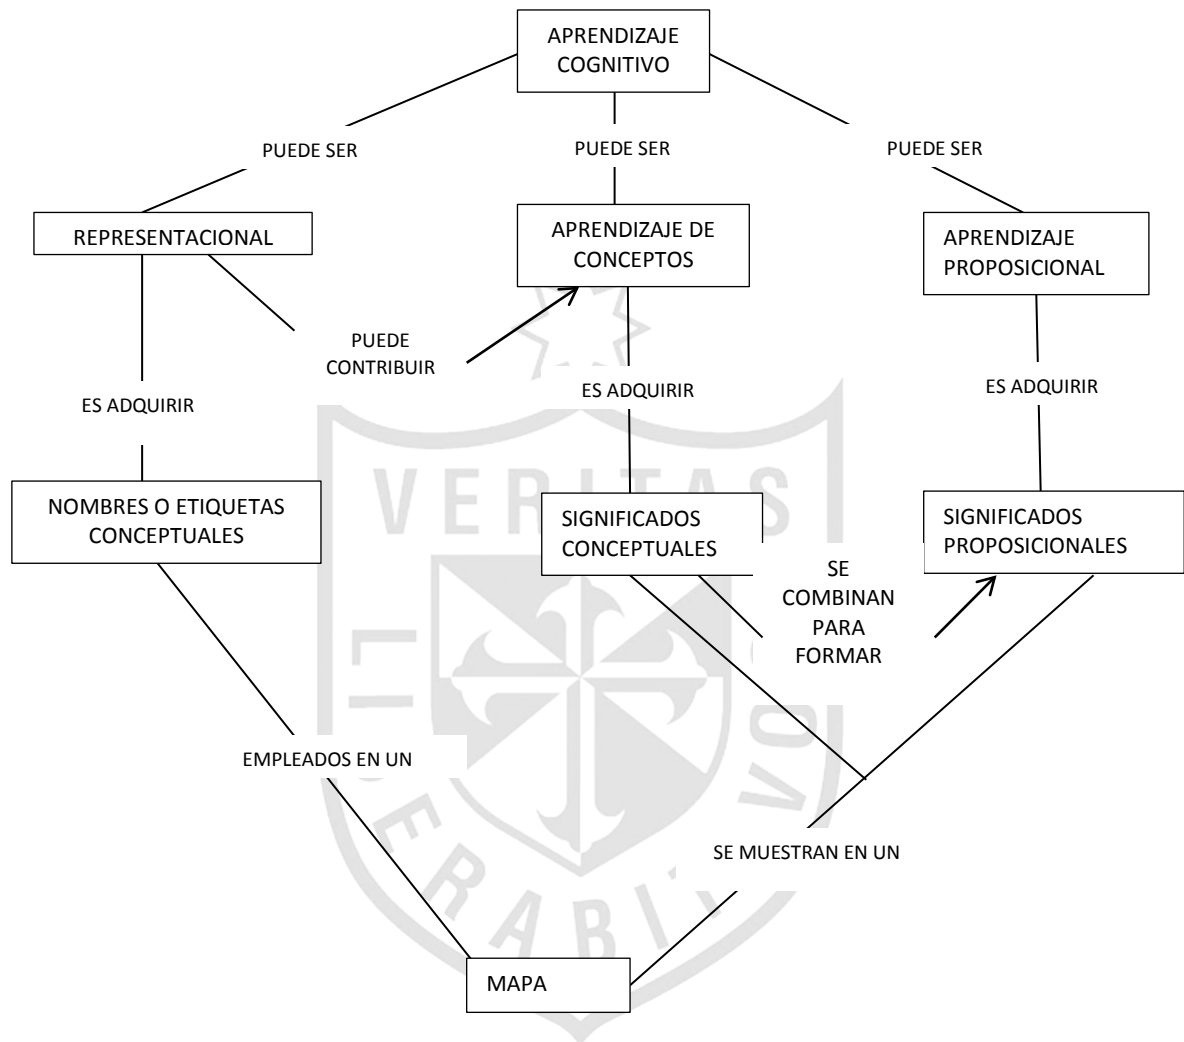 APRENDIZAJE
COGNITIVO
PUEDE SER
PUEDE SER
PUEDE SER
REPRESENTACIONAL
APRENDIZAJE DE
CONCEPTOS
APRENDIZAJE
PROPOSICIONAL
PUEDE
CONTRIBUIR
ES ADQUIRIR
ES ADQUIRIR
ES ADQUIRIR
VERITAS
NOMBRES O ETIQUETAS
CONCEPTUALES
SIGNIFICADOS
CONCEPTUALES
SIGNIFICADOS
PROPOSICIONALES
SE
COMBINAN
PARA
FORMAR
EMPLEADOS EN UN
SE MUESTRAN EN UN
MAPA